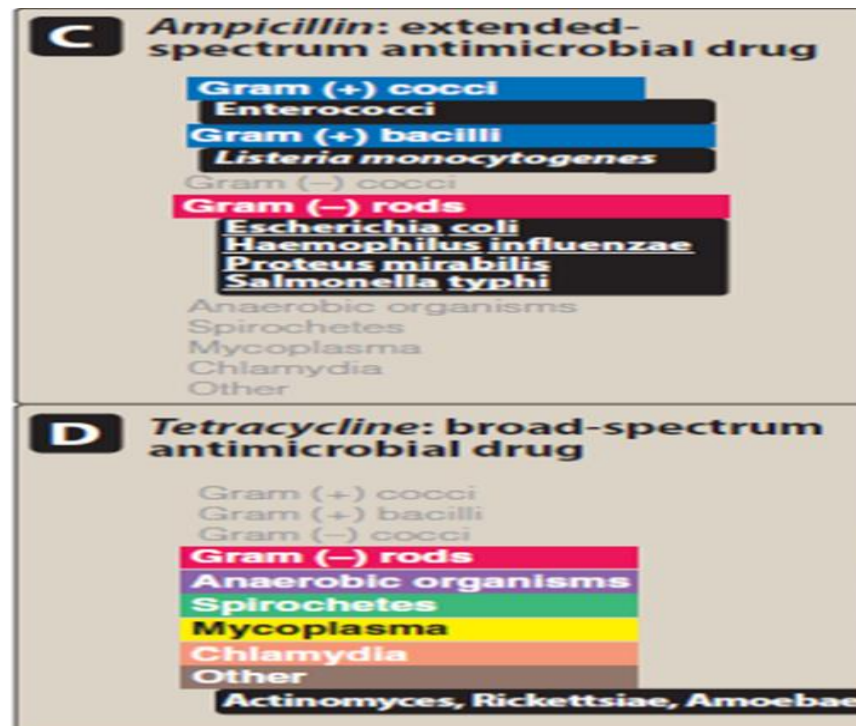 C
Ampicillin: extended-
spectrum antimicrobial drug
Gram (+) cocci
Enterococci
Gram (+) bacilli
Listeria monocytogenes
Gram (–) cocci
Gram (–) rods
Escherichia coli
Haemophilus influenzae
Proteus mirabilis
Salmonella typhi
Anaerobic organisms
Spirochetes
Mycoplasma
Chlamydia
Other
D
Tetracycline: broad-spectrum
antimicrobial drug
Gram (+) cocci
Gram (+) bacilli
Gram (–) cocci
Gram (–) rods
Anaerobic organisms
Spirochetes
Mycoplasma
Chlamydia
Other
Actinomyces, Rickettsiae, Amoebae